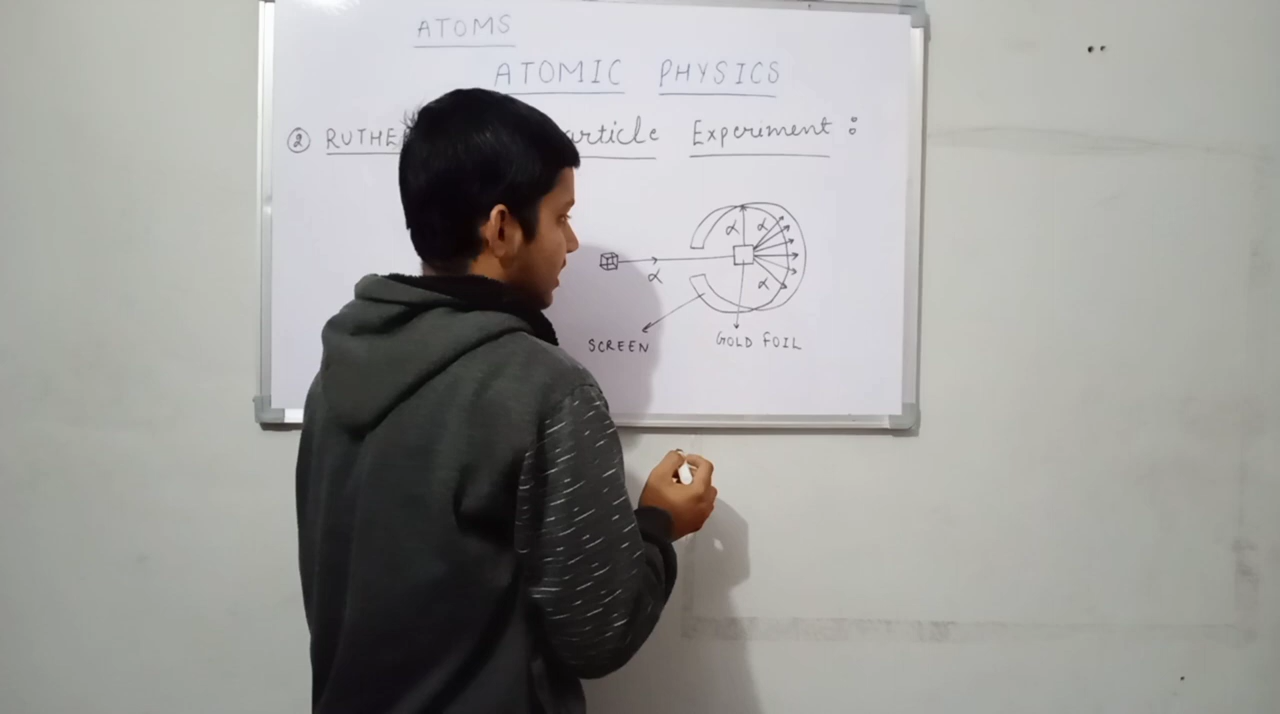 ATOMS
ATOMIC PHYSICS
② RUTHE article Experiment :
α α
α
α
SCREEN GOLD FOIL